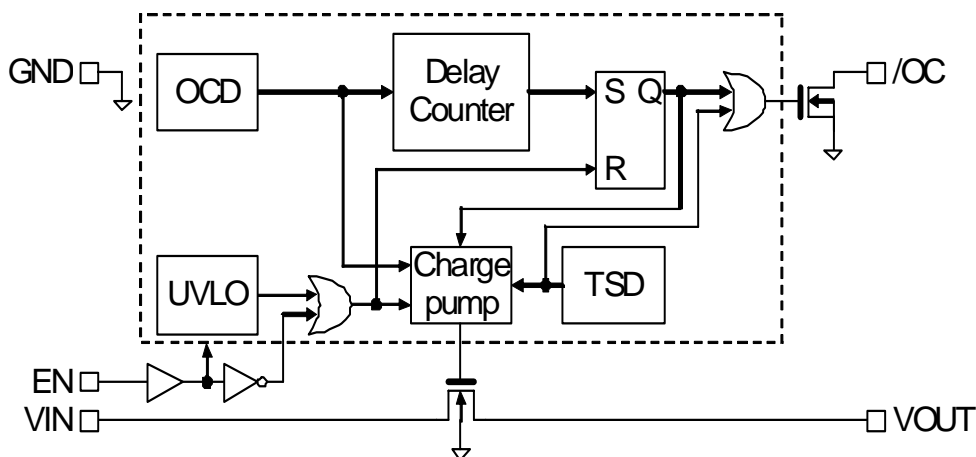 GND
OCD
Delay
Counter
S Q
R
/OC
UVLO
Charge
pump
TSD
EN
VIN
VOUT